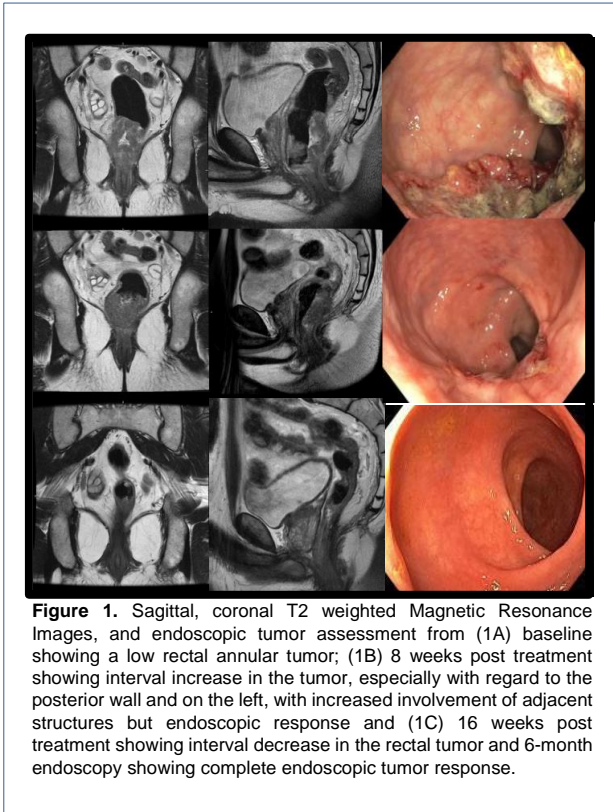 Figure 1. Sagittal, coronal T2 weighted Magnetic Resonance
Images, and endoscopic tumor assessment from (1A) baseline
showing a low rectal annular tumor; (1B) 8 weeks post treatment
showing interval increase in the tumor, especially with regard to the
posterior wall and on the left, with increased involvement of adjacent
structures but endoscopic response and (1C) 16 weeks post
treatment showing interval decrease in the rectal tumor and 6-month
endoscopy showing complete endoscopic tumor response.